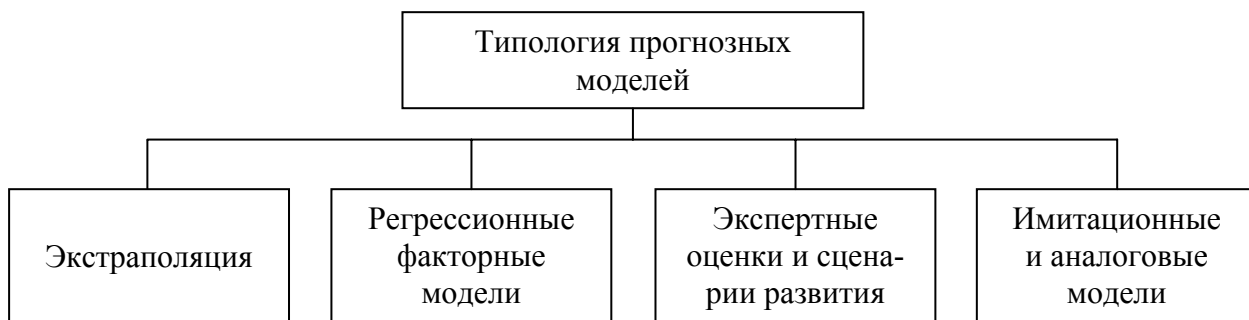 Типология прогнозных
моделей
Экстраполяция
Регрессионные
факторные
модели
Экспертные
оценки и сцена-
рии развития
Имитационные
и аналоговые
модели